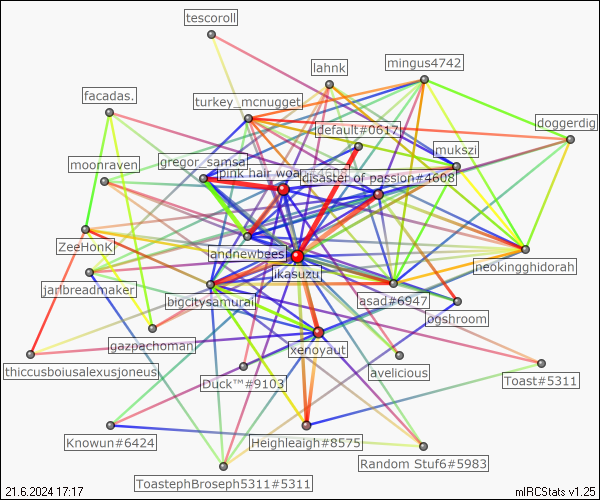 tescoroll
lahnk
mingus4742
facadas.
turkey_mcnugget
default#0617
doggerdig
mukszi
moonraven
gregor_samsa
pink hair woa
disaster of passion#4608
ZeeHonk
andnewbees
neokingghidorah
ikasuzu
jarlbreadmaker
bigcitysamurai
asad#6947
ogshroom
gazpachoman
xenoyaut
thiccusboiusalexusjoneus
Duck™#9103
avelicious
Toast#5311
Knowun#6424
Heighleaigh#8575
Random Stuf6#5983
ToastephBroseph5311#5311
21.6.2024 17:17
mIRCStats v1.25